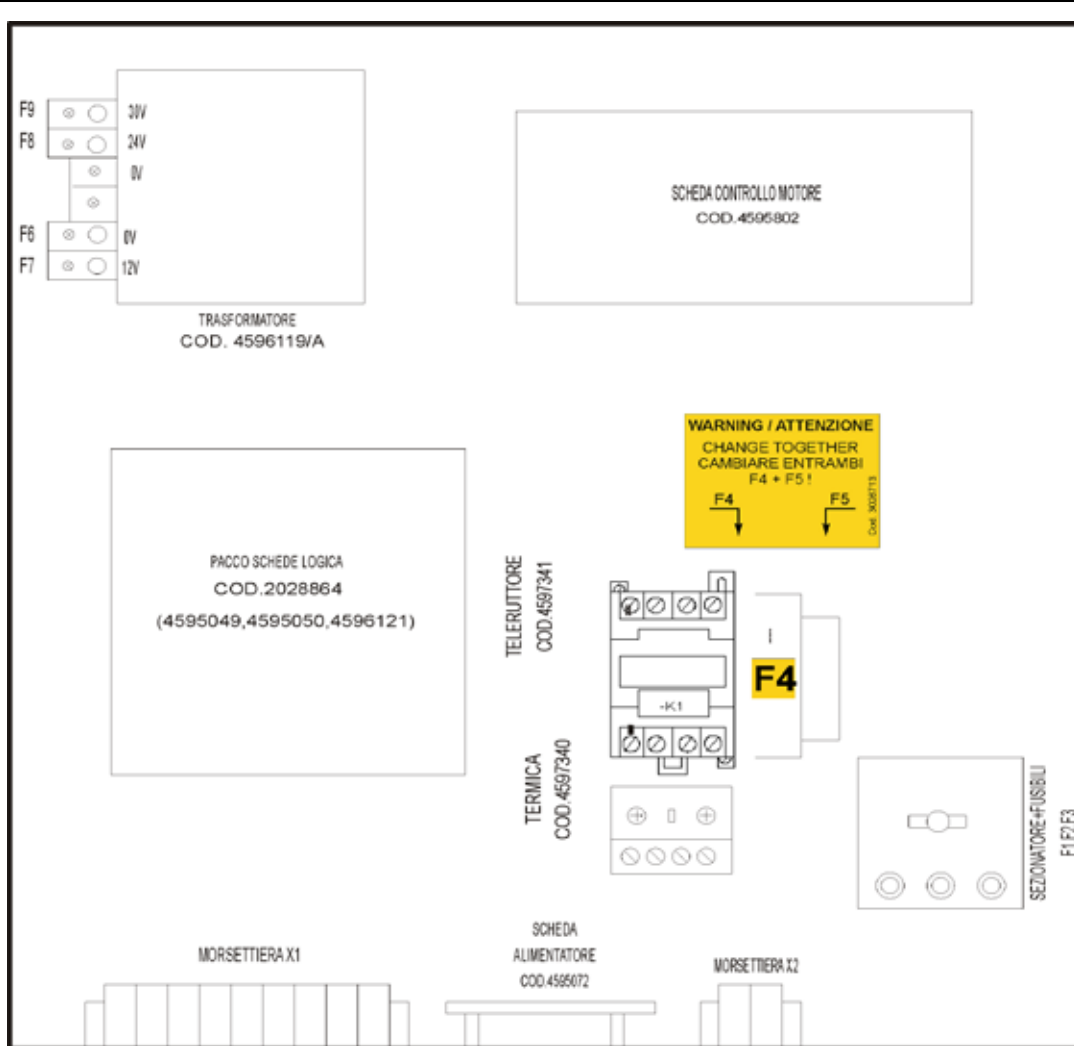 F9
30V
F8
24V
0V
F6
0V
F7
12V
TRASFORMATORE
COD. 4596119/A
SCHEDA CONTROLLO MOTORE
COD.4595802
WARNING / ATTENZIONE
CHANGE TOGETHER
CAMBIARE ENTRAMBI
F4 + F5 !
F4
F5
Cod. 3026713
PACCO SCHEDE LOGICA
COD.2028864
(4595049,4595050,4596121)
TELERUTTORE
COD.4597341
-K1
I
F4
TERMICA
COD.4597340
SEZIONATORE+FUSIBILI
F1 F2 F3
MORSETTIERA X1
SCHEDA
ALIMENTATORE
COD.4595072
MORSETTIERA X2